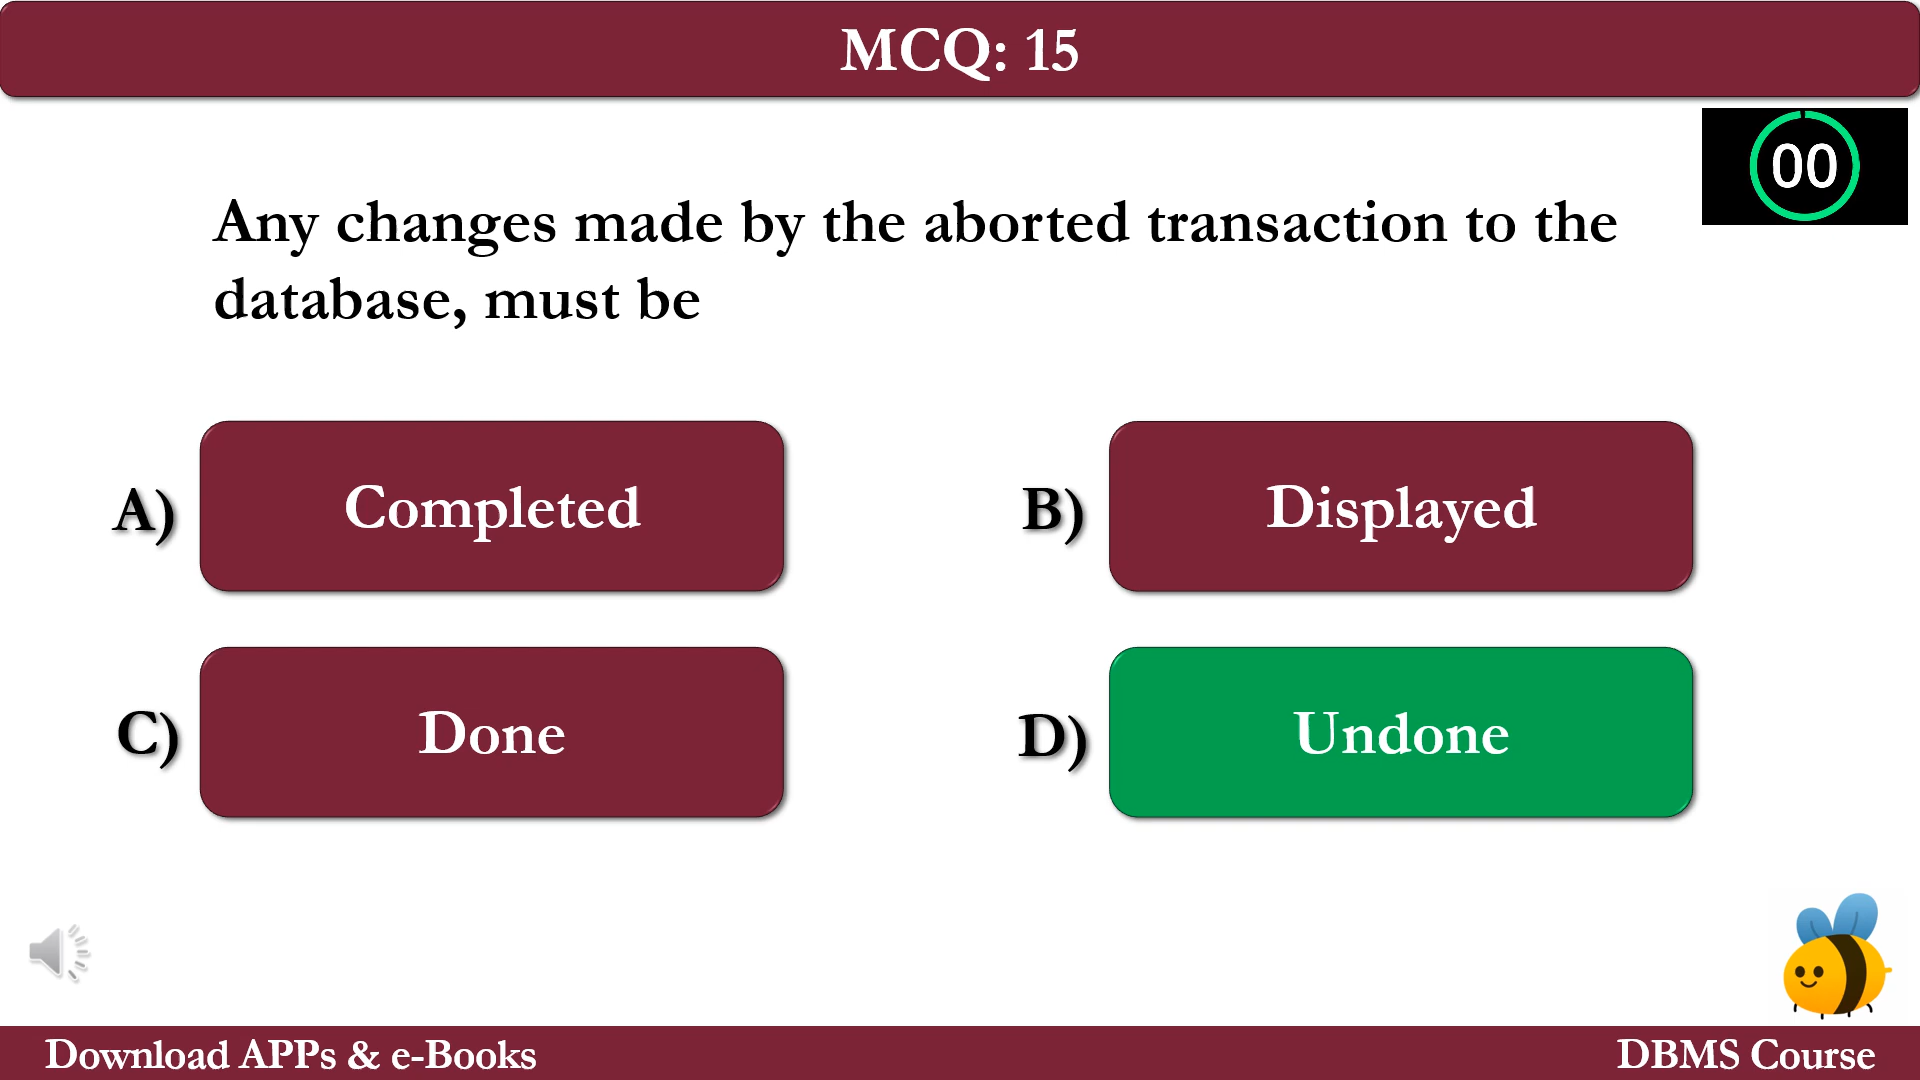 MCQ: 15
00
Any changes made by the aborted transaction to the
database, must be
A) Completed
B) Displayed
C) Done
D) Undone
Download APPs & e-Books
DBMS Course